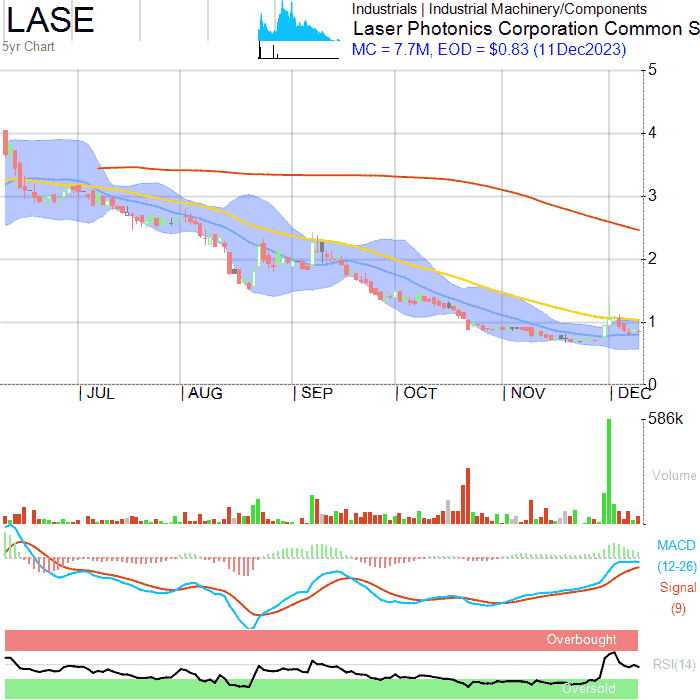 LASE
5yr Chart
Industrials | Industrial Machinery/Components
Laser Photonics Corporation Common S
MC = 7.7M, EOD = $0.83 (11Dec2023)
5
4
3
2
1
0
JUL
AUG
SEP
OCT
NOV
DEC
586k
Volume
MACD
(12-26)
Signal
(9)
Overbought
RSI(14)
Oversold